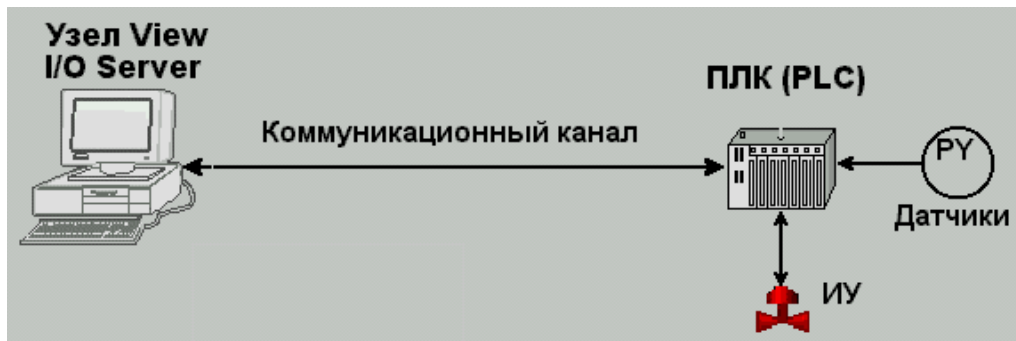 Узел View
I/O Server
ПЛК (PLC)
Коммуникационный канал
PY
Датчики
ИУ